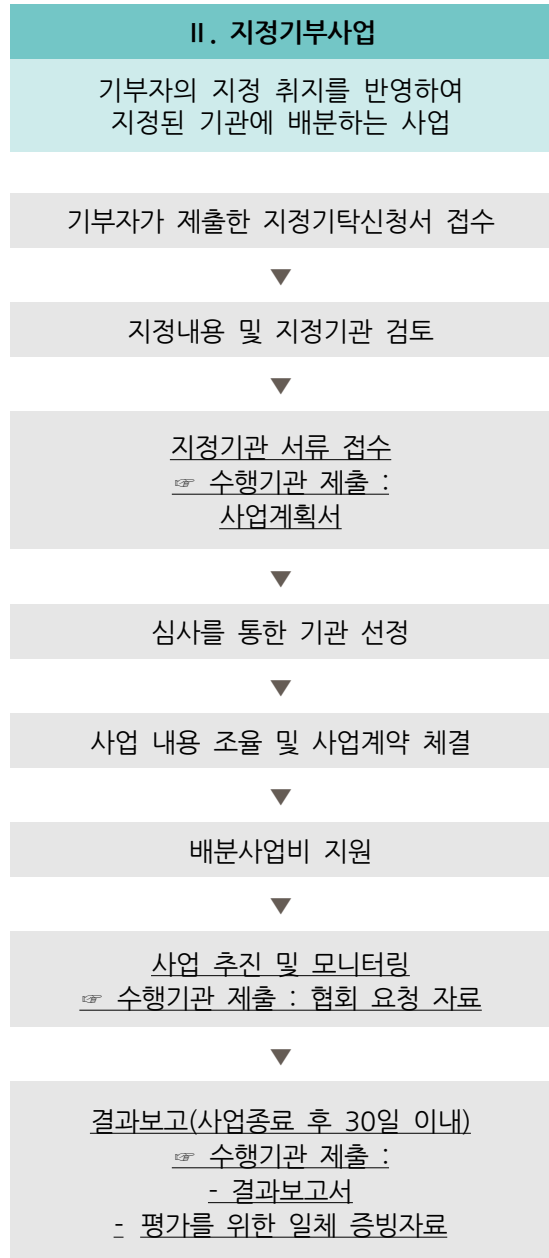 Ⅱ. 지정기부사업
기부자의 지정 취지를 반영하여
지정된 기관에 배분하는 사업
기부자가 제출한 지정기탁신청서 접수
▼
지정내용 및 지정기관 검토
▼
지정기관 서류 접수
☞ 수행기관 제출 :
사업계획서
▼
심사를 통한 기관 선정
▼
사업 내용 조율 및 사업계약 체결
▼
배분사업비 지원
▼
사업 추진 및 모니터링
☞ 수행기관 제출 : 협회 요청 자료
▼
결과보고(사업종료 후 30일 이내)
☞ 수행기관 제출 :
- 결과보고서
- 평가를 위한 일체 증빙자료